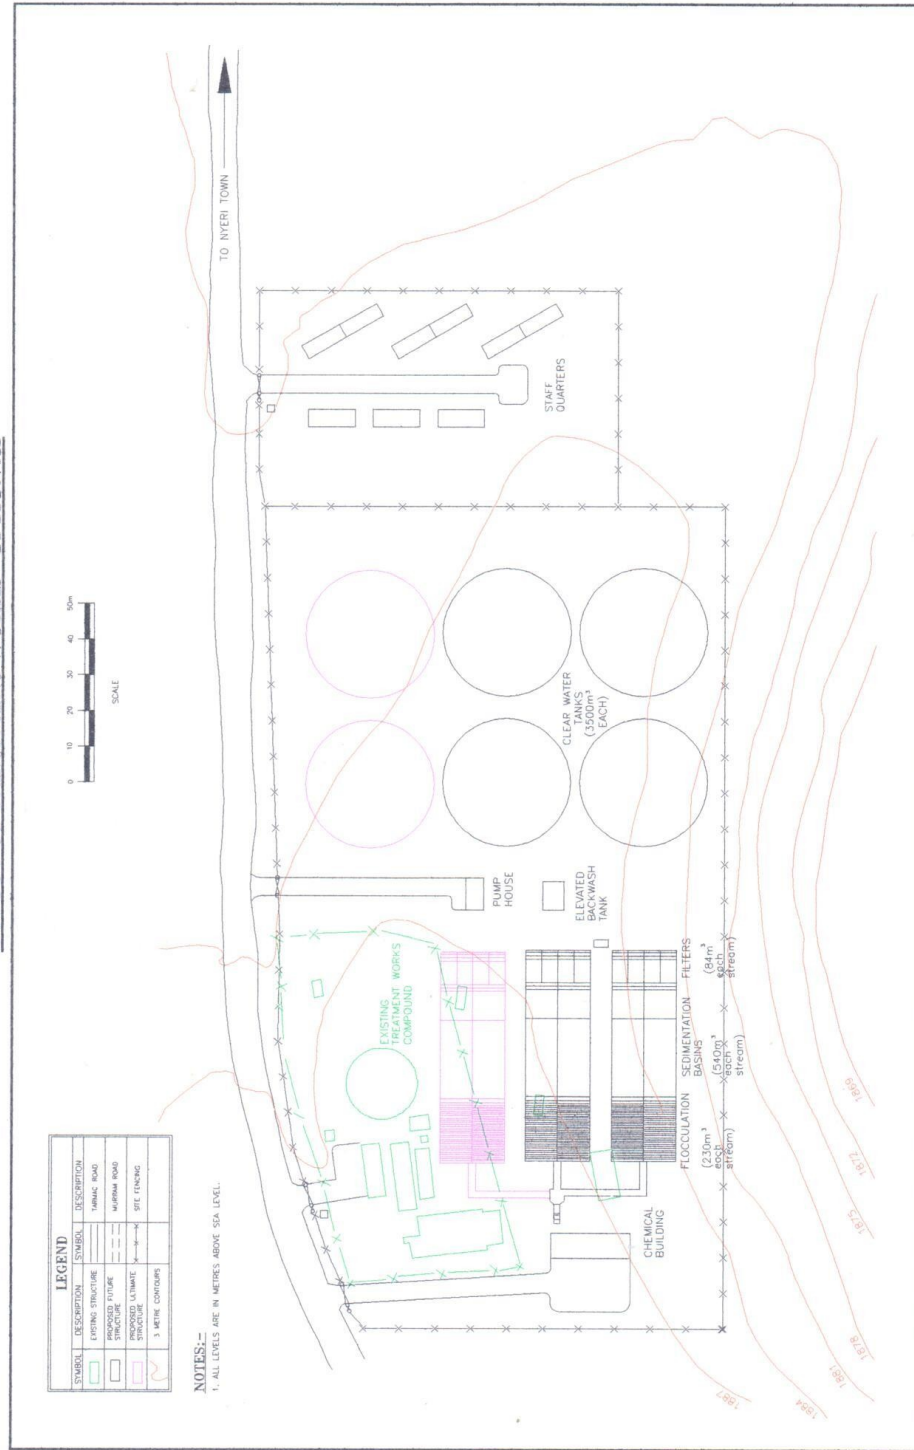 TO NYERI TOWN
STAFF
QUARTERS
0 10 20 30 40 50m
SCALE
CLEAR WATER
TANKS
(3500m³
EACH)
PUMP
HOUSE
ELEVATED
BACKWASH
TANK
EXISTING
TREATMENT WORKS
COMPOUND
FLOCCULATION
(230m³
each
stream)
SEDIMENTATION
BASINS
(540m³
each
stream)
FILTERS
(84m³
each
stream)
CHEMICAL
BUILDING
1887
1884
1881
1878
1875
1872
1869
LEGEND
SYMBOL DESCRIPTION SYMBOL DESCRIPTION
EXISTING STRUCTURE TARMAC ROAD
PROPOSED FUTURE
STRUCTURE MURRAM ROAD
PROPOSED ULTIMATE
STRUCTURE SITE FENCING
3 METRE CONTOURS
NOTES:-
1. ALL LEVELS ARE IN METRES ABOVE SEA LEVEL.